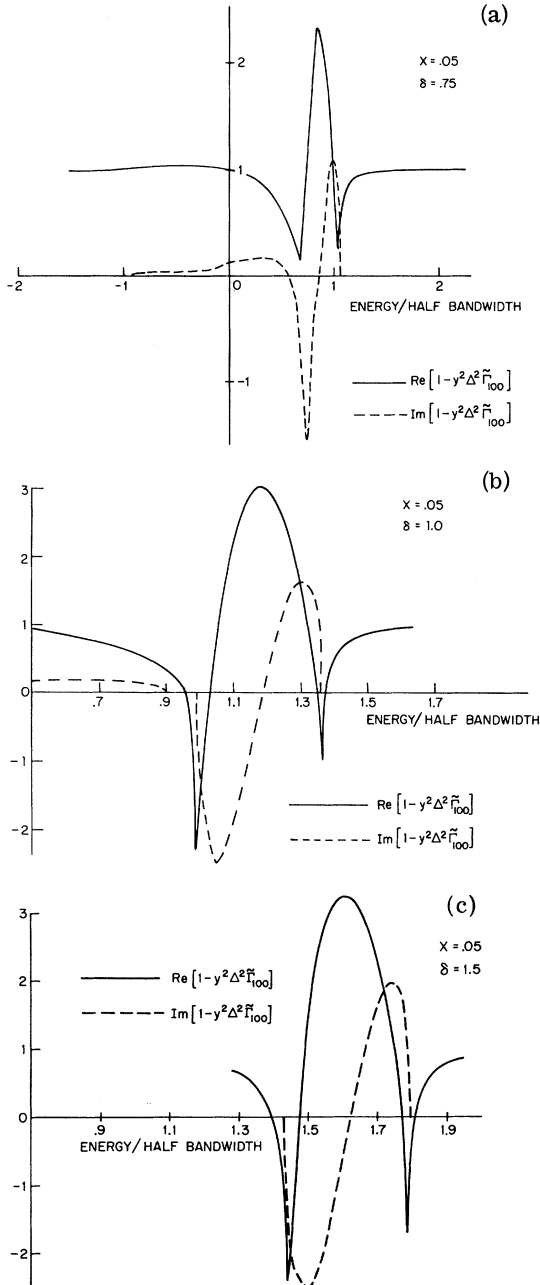 (a)
2
X = .05
δ = .75
1
-2
-1
0
0
1
2
ENERGY/HALF BANDWIDTH
-1
Re[1-y²Δ²Γ̃₁₀₀]
Im[1-y²Δ²Γ̃₁₀₀]
(b)
3
X = .05
δ = 1.0
2
1
0
.7
.9
1.1
1.3
1.5
1.7
ENERGY/HALF BANDWIDTH
-1
-2
Re[1-y²Δ²Γ̃₁₀₀]
Im[1-y²Δ²Γ̃₁₀₀]
(c)
3
X = .05
δ = 1.5
Re[1-y²Δ²Γ̃₁₀₀]
2
Im[1-y²Δ²Γ̃₁₀₀]
1
0
.9
1.1
1.3
1.5
1.7
1.9
ENERGY/HALF BANDWIDTH
-1
-2